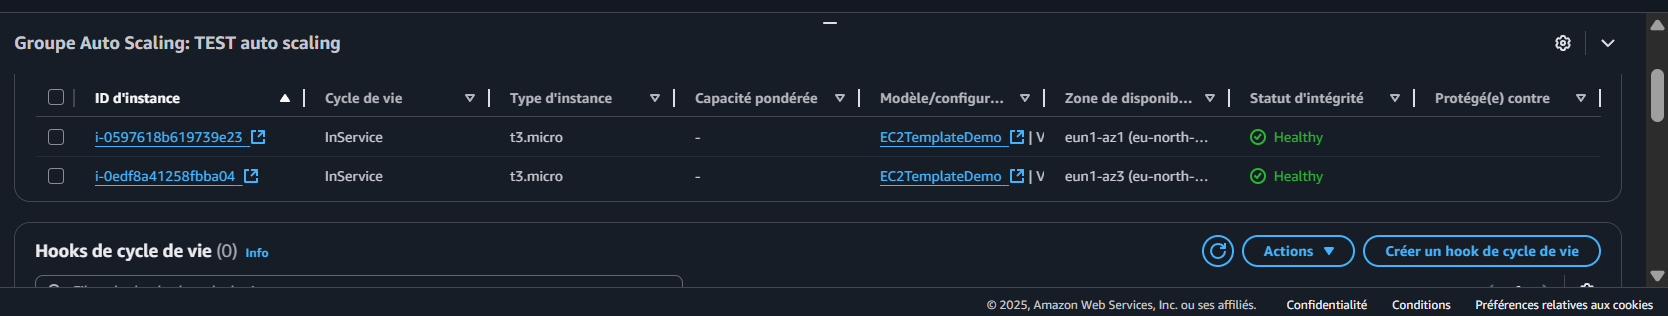 Groupe Auto Scaling: TEST auto scaling
ID d'instance Cycle de vie Type d'instance Capacité pondérée Modèle/configur... Zone de disponib... Statut d'intégrité Protégé(e) contre
i-0597618b619739e23 InService t3.micro - EC2TemplateDemo | V eun1-az1 (eu-north-... Healthy
i-0edf8a41258fbba04 InService t3.micro - EC2TemplateDemo | V eun1-az3 (eu-north-... Healthy
Hooks de cycle de vie (0) Info Actions Créer un hook de cycle de vie
© 2025, Amazon Web Services, Inc. ou ses affiliés. Confidentialité Conditions Préférences relatives aux cookies